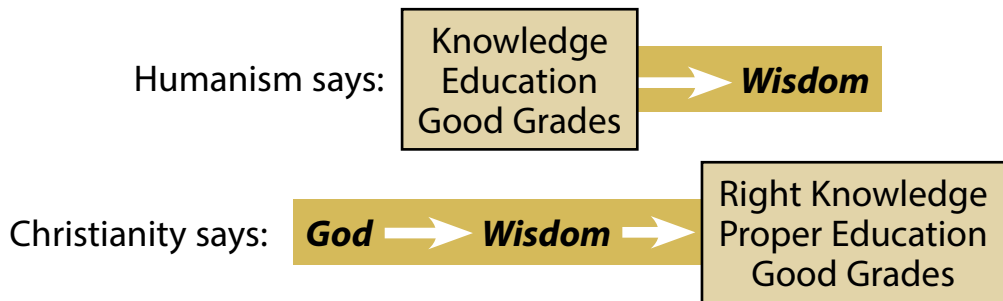 Humanism says:
Knowledge
Education
Good Grades
Wisdom
Christianity says:
God
Wisdom
Right Knowledge
Proper Education
Good Grades